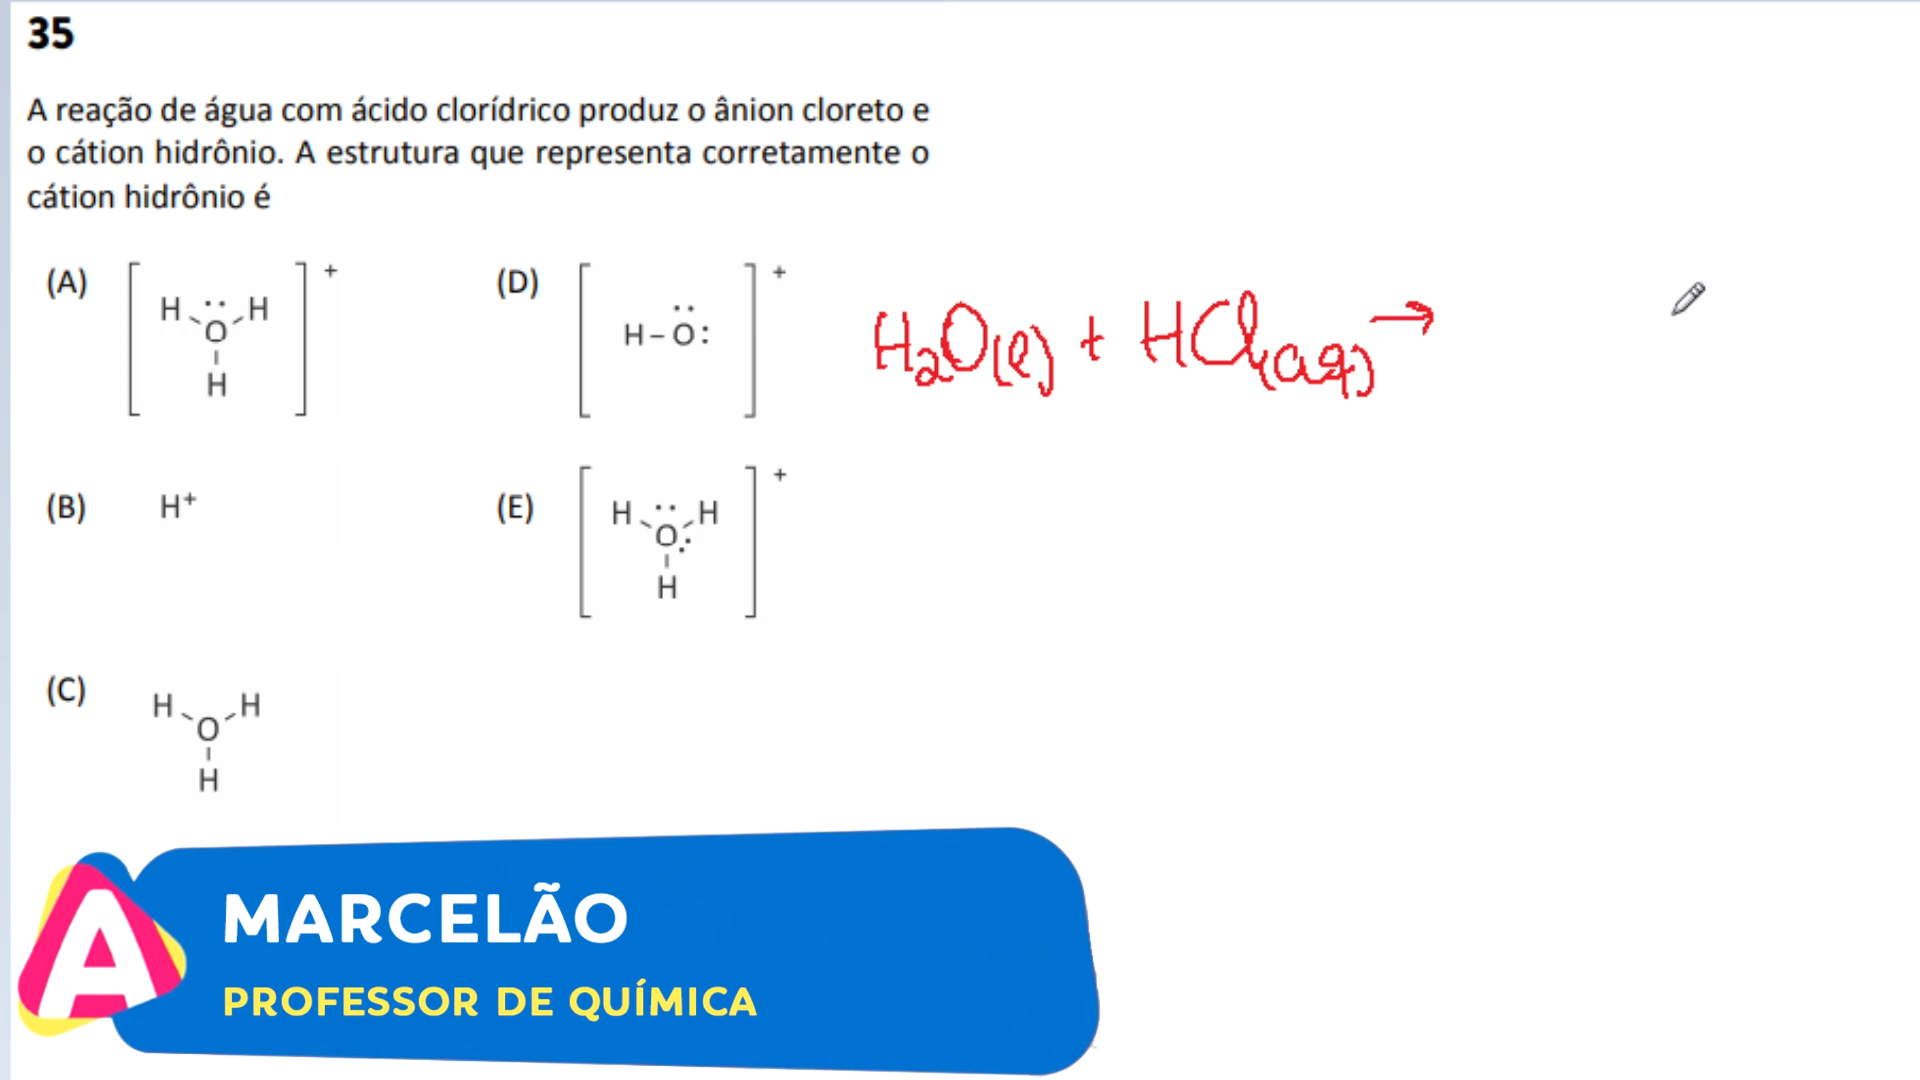 35
A reação de água com ácido clorídrico produz o ânion cloreto e
o cátion hidrônio. A estrutura que representa corretamente o
cátion hidrônio é
(A) [ H Ö H ]+
H
(D) [ H-Ö: ]+
H₂O(l) + HCl(aq) →
(B) H+
(E) [ H Ö: H ]+
H
(C) H O H
H
A
MARCELÃO
PROFESSOR DE QUÍMICA